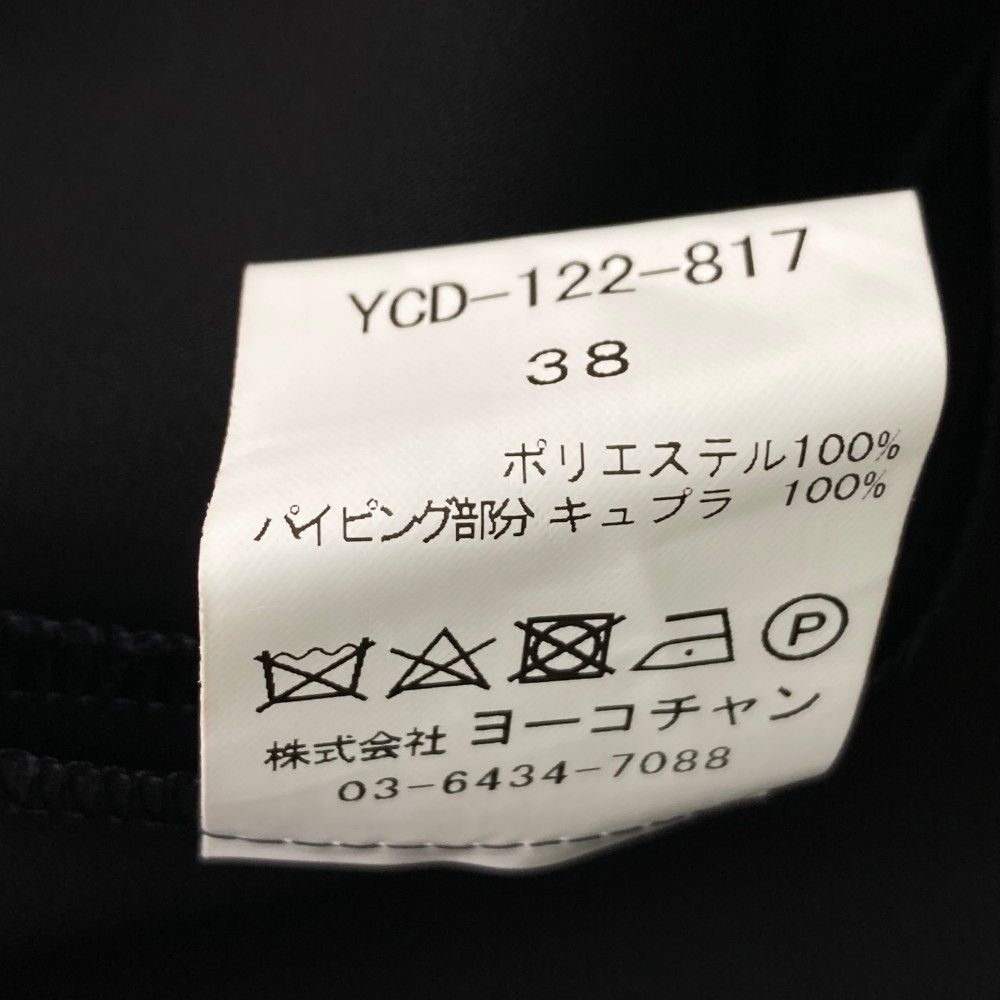 YCD-122-817
38
ポリエステル100%
パイピング部分 キュプラ 100%
P
株式会社 ヨーコチャン
03-6434-7088